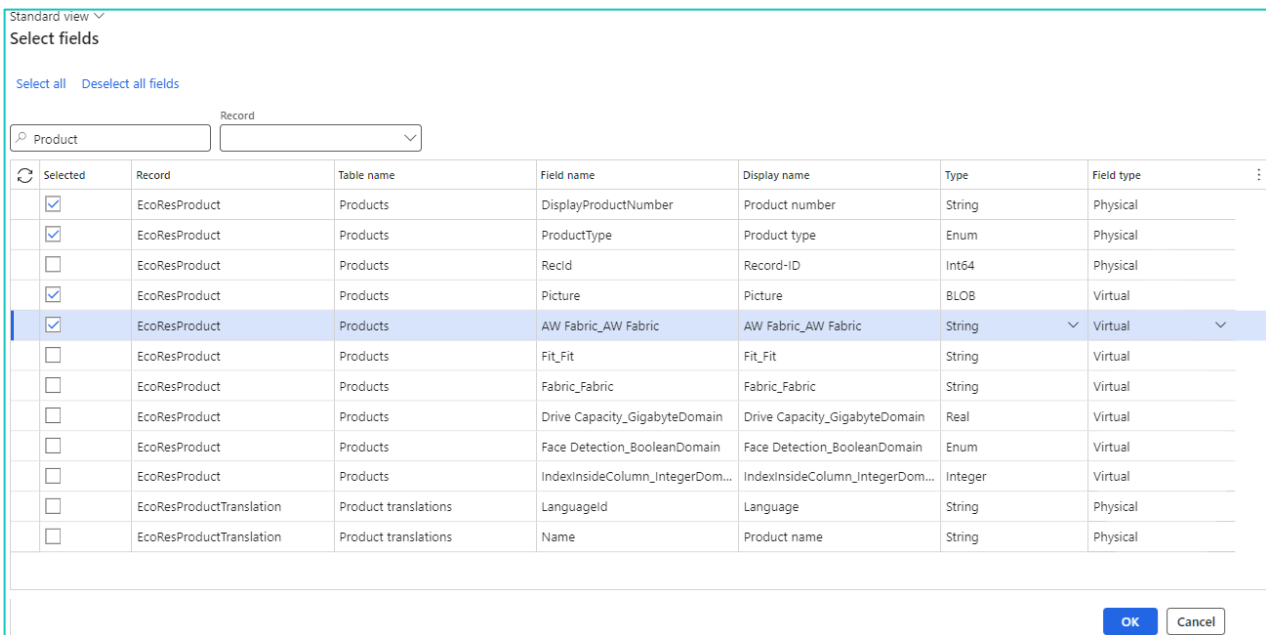 Standard view
Select fields
Select all Deselect all fields
Record
Product
Selected Record Table name Field name Display name Type Field type
EcoResProduct Products DisplayProductNumber Product number String Physical
EcoResProduct Products ProductType Product type Enum Physical
EcoResProduct Products RecId Record-ID Int64 Physical
EcoResProduct Products Picture Picture BLOB Virtual
EcoResProduct Products AW Fabric_AW Fabric AW Fabric_AW Fabric String Virtual
EcoResProduct Products Fit_Fit Fit_Fit String Virtual
EcoResProduct Products Fabric_Fabric Fabric_Fabric String Virtual
EcoResProduct Products Drive Capacity_GigabyteDomain Drive Capacity_GigabyteDomain Real Virtual
EcoResProduct Products Face Detection_BooleanDomain Face Detection_BooleanDomain Enum Virtual
EcoResProduct Products IndexInsideColumn_IntegerDom... IndexInsideColumn_IntegerDom... Integer Virtual
EcoResProductTranslation Product translations LanguageId Language String Physical
EcoResProductTranslation Product translations Name Product name String Physical
OK Cancel